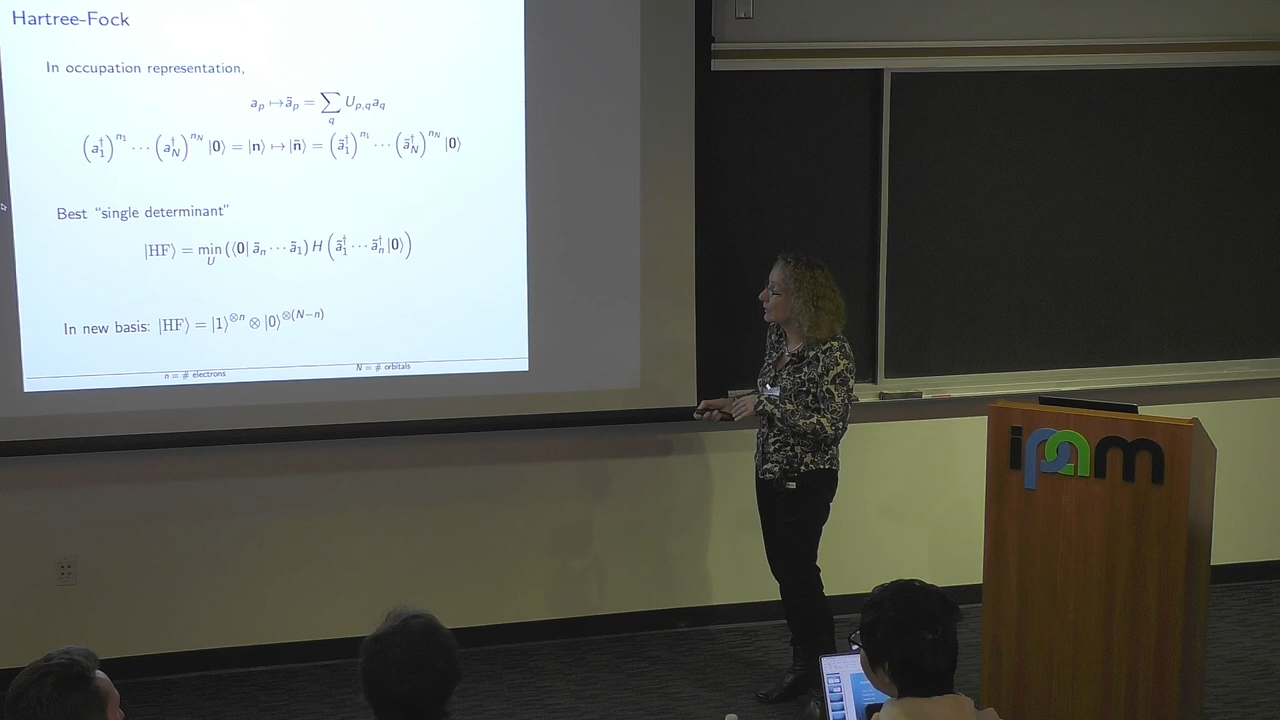 Hartree-Fock
In occupation representation,
a_p ↦ ã_p = ∑_q U_{p,q} a_q
(a_1^†)^{n_1} ⋯ (a_N^†)^{n_N} |0⟩ = |n⟩ ↦ |ñ⟩ = (ã_1^†)^{n_1} ⋯ (ã_N^†)^{n_N} |0⟩
Best “single determinant”
|HF⟩ = min_U (⟨0| ã_n ⋯ ã_1) H (ã_1^† ⋯ ã_n^† |0⟩)
In new basis: |HF⟩ = |1⟩^{⊗n} ⊗ |0⟩^{⊗(N−n)}
n = # electrons
N = # orbitals
ipam